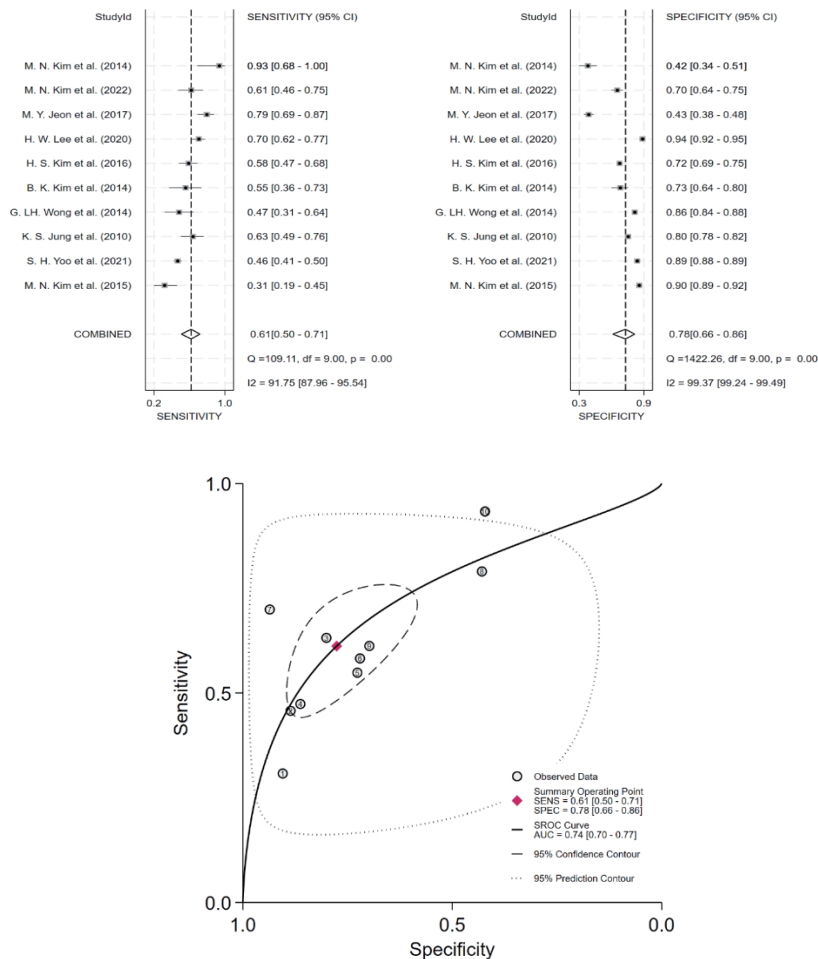 StudyId SENSITIVITY (95% CI)
M. N. Kim et al. (2014) 0.93 [0.68 - 1.00]
M. N. Kim et al. (2022) 0.61 [0.46 - 0.75]
M. Y. Jeon et al. (2017) 0.79 [0.69 - 0.87]
H. W. Lee et al. (2020) 0.70 [0.62 - 0.77]
H. S. Kim et al. (2016) 0.58 [0.47 - 0.68]
B. K. Kim et al. (2014) 0.55 [0.36 - 0.73]
G. LH. Wong et al. (2014) 0.47 [0.31 - 0.64]
K. S. Jung et al. (2010) 0.63 [0.49 - 0.76]
S. H. Yoo et al. (2021) 0.46 [0.41 - 0.50]
M. N. Kim et al. (2015) 0.31 [0.19 - 0.45]
COMBINED 0.61[0.50 - 0.71]
Q =109.11, df = 9.00, p = 0.00
I2 = 91.75 [87.96 - 95.54]
0.2 1.0
SENSITIVITY
StudyId SPECIFICITY (95% CI)
M. N. Kim et al. (2014) 0.42 [0.34 - 0.51]
M. N. Kim et al. (2022) 0.70 [0.64 - 0.75]
M. Y. Jeon et al. (2017) 0.43 [0.38 - 0.48]
H. W. Lee et al. (2020) 0.94 [0.92 - 0.95]
H. S. Kim et al. (2016) 0.72 [0.69 - 0.75]
B. K. Kim et al. (2014) 0.73 [0.64 - 0.80]
G. LH. Wong et al. (2014) 0.86 [0.84 - 0.88]
K. S. Jung et al. (2010) 0.80 [0.78 - 0.82]
S. H. Yoo et al. (2021) 0.89 [0.88 - 0.89]
M. N. Kim et al. (2015) 0.90 [0.89 - 0.92]
COMBINED 0.78[0.66 - 0.86]
Q =1422.26, df = 9.00, p = 0.00
I2 = 99.37 [99.24 - 99.49]
0.3 0.9
SPECIFICITY
1.0
10
8
7
3
9
6
5
0.5
4
1
Sensitivity
Observed Data
Summary Operating Point
SENS = 0.61 [0.50 - 0.71]
SPEC = 0.78 [0.66 - 0.86]
SROC Curve
AUC = 0.74 [0.70 - 0.77]
95% Confidence Contour
95% Prediction Contour
0.0
1.0 0.5 0.0
Specificity